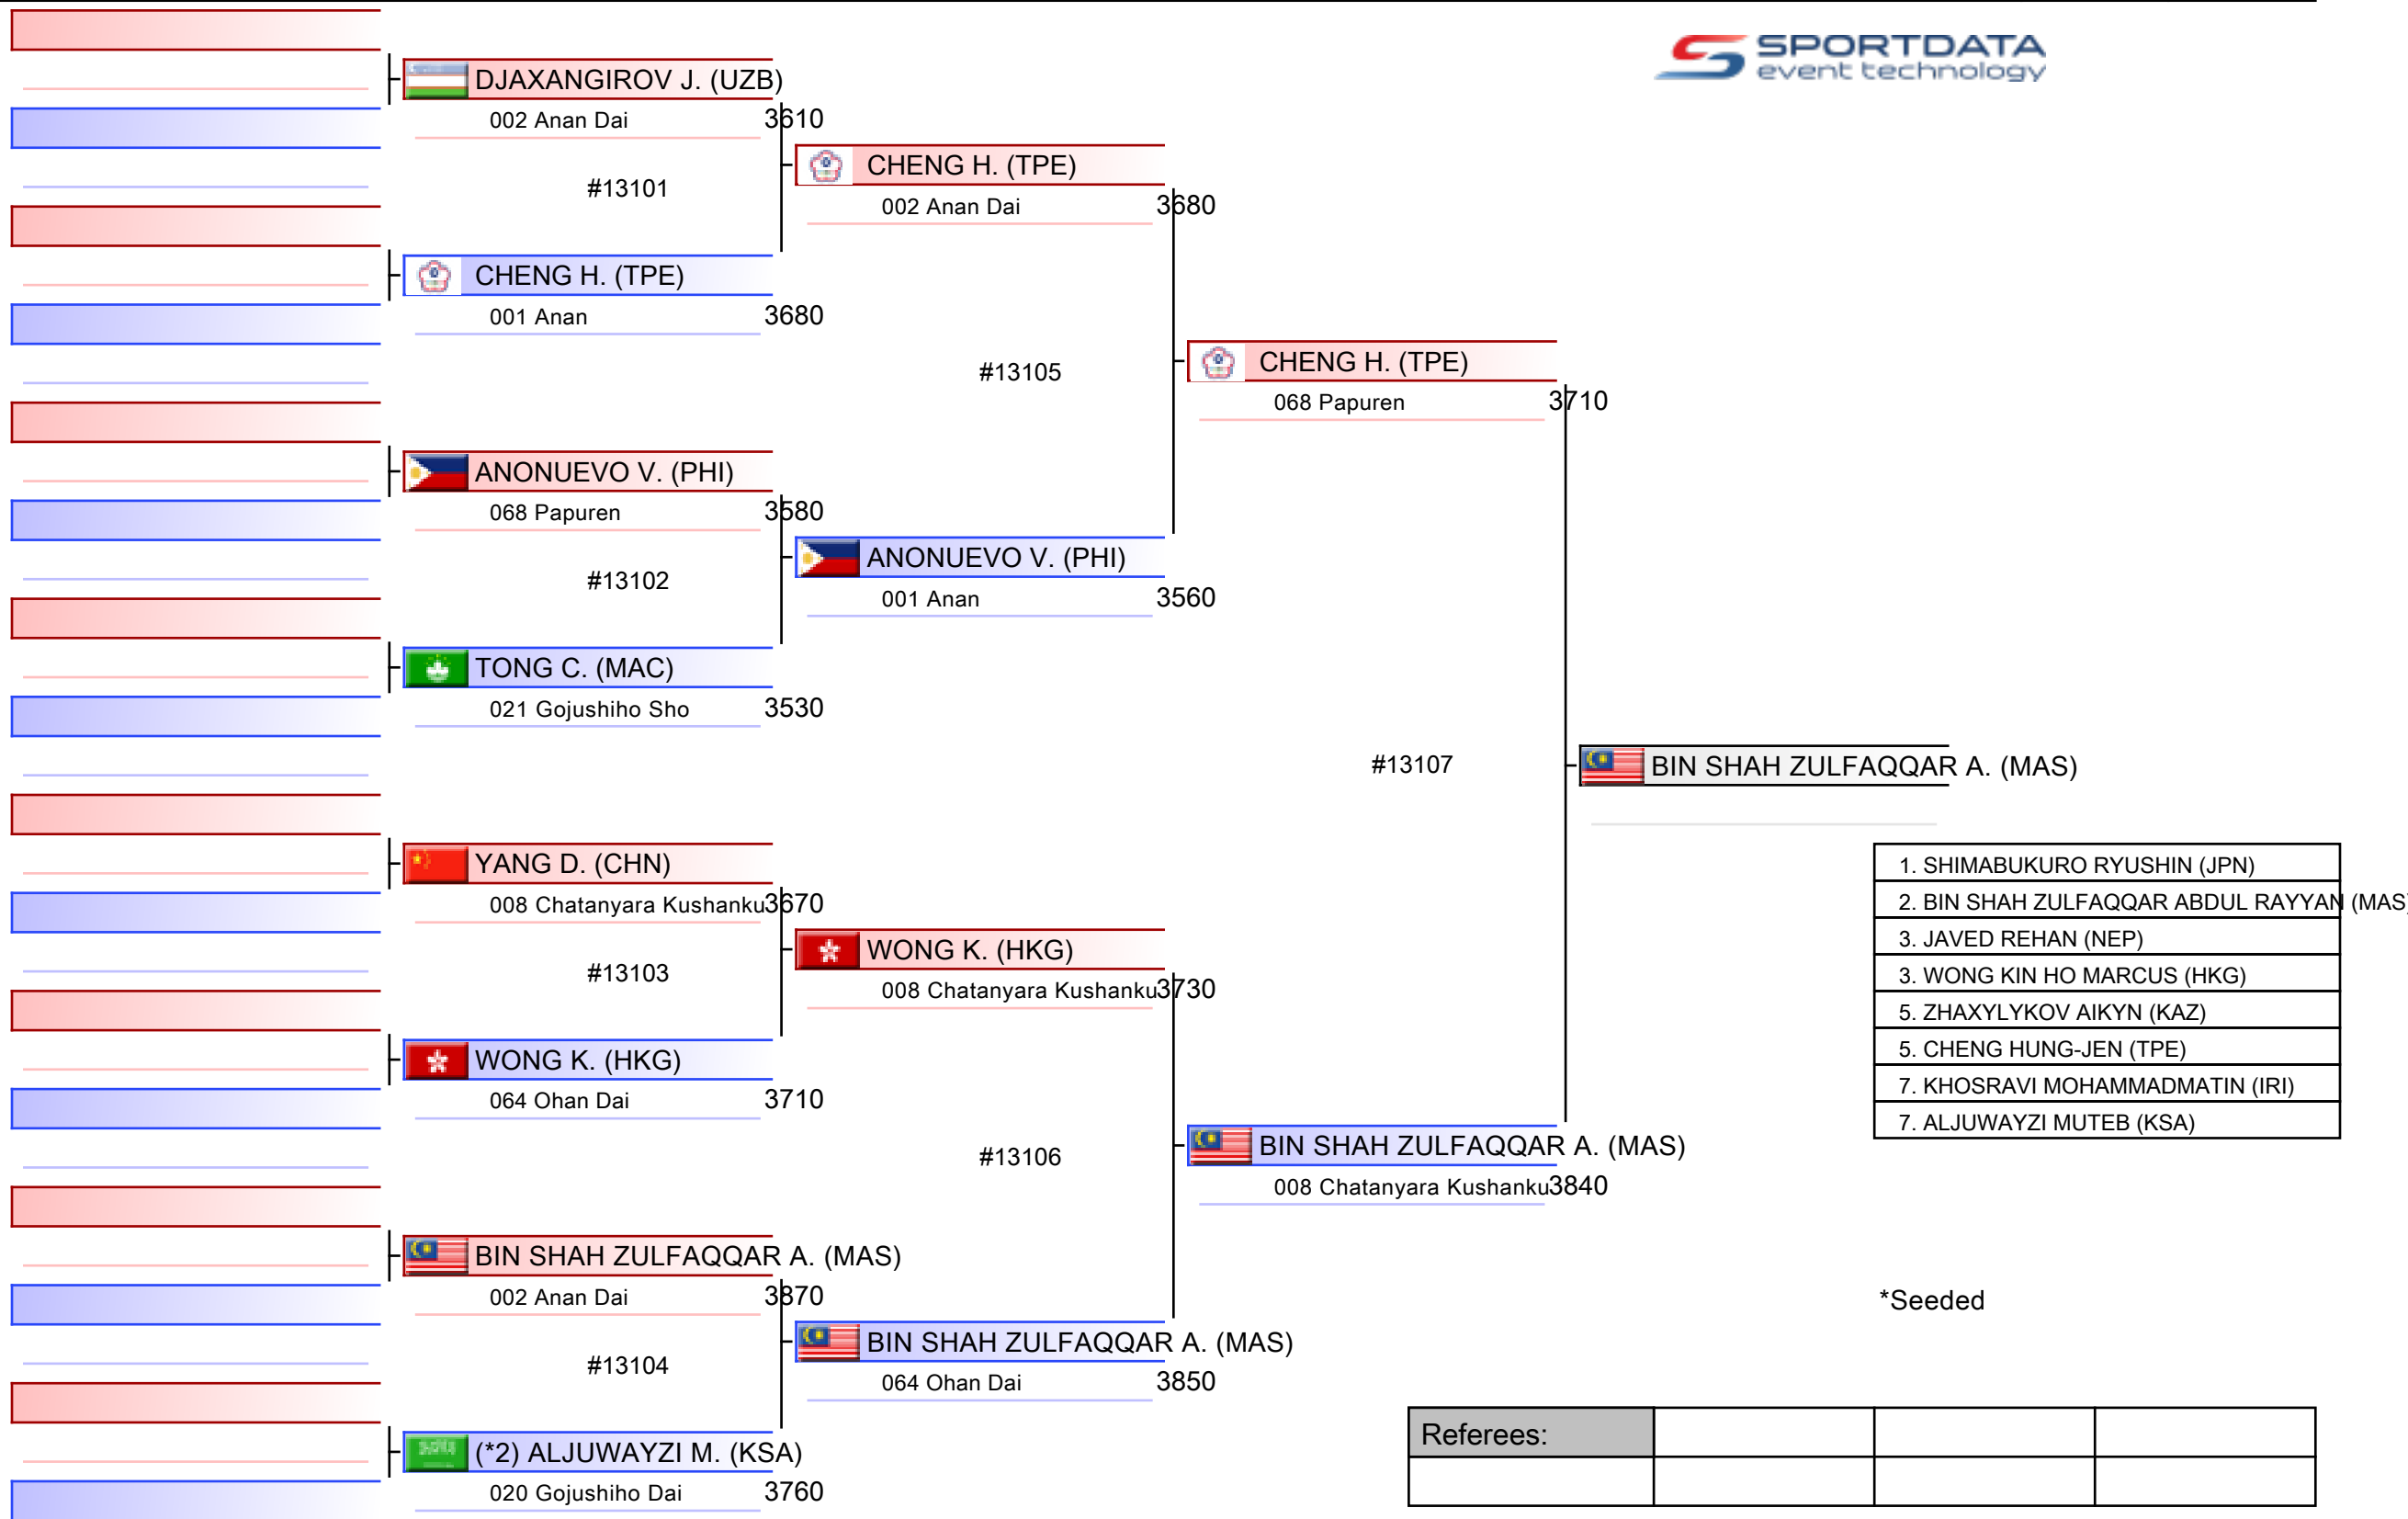 SPORTDATA
event technology
DJAXANGIROV J. (UZB)
002 Anan Dai 3610
#13101
CHENG H. (TPE)
001 Anan 3680
ANONUEVO V. (PHI)
068 Papuren 3580
#13102
TONG C. (MAC)
021 Gojushiho Sho 3530
YANG D. (CHN)
008 Chatanyara Kushanku 3670
#13103
WONG K. (HKG)
064 Ohan Dai 3710
BIN SHAH ZULFAQQAR A. (MAS)
002 Anan Dai 3870
#13104
(*2) ALJUWAYZI M. (KSA)
020 Gojushiho Dai 3760
CHENG H. (TPE)
002 Anan Dai 3680
#13105
ANONUEVO V. (PHI)
001 Anan 3560
WONG K. (HKG)
008 Chatanyara Kushanku 3730
#13106
BIN SHAH ZULFAQQAR A. (MAS)
064 Ohan Dai 3850
CHENG H. (TPE)
068 Papuren 3710
#13107
BIN SHAH ZULFAQQAR A. (MAS)
008 Chatanyara Kushanku 3840
BIN SHAH ZULFAQQAR A. (MAS)
1. SHIMABUKURO RYUSHIN (JPN)
2. BIN SHAH ZULFAQQAR ABDUL RAYYAN (MAS)
3. JAVED REHAN (NEP)
3. WONG KIN HO MARCUS (HKG)
5. ZHAXYLYKOV AIKYN (KAZ)
5. CHENG HUNG-JEN (TPE)
7. KHOSRAVI MOHAMMADMATIN (IRI)
7. ALJUWAYZI MUTEB (KSA)
*Seeded
Referees: